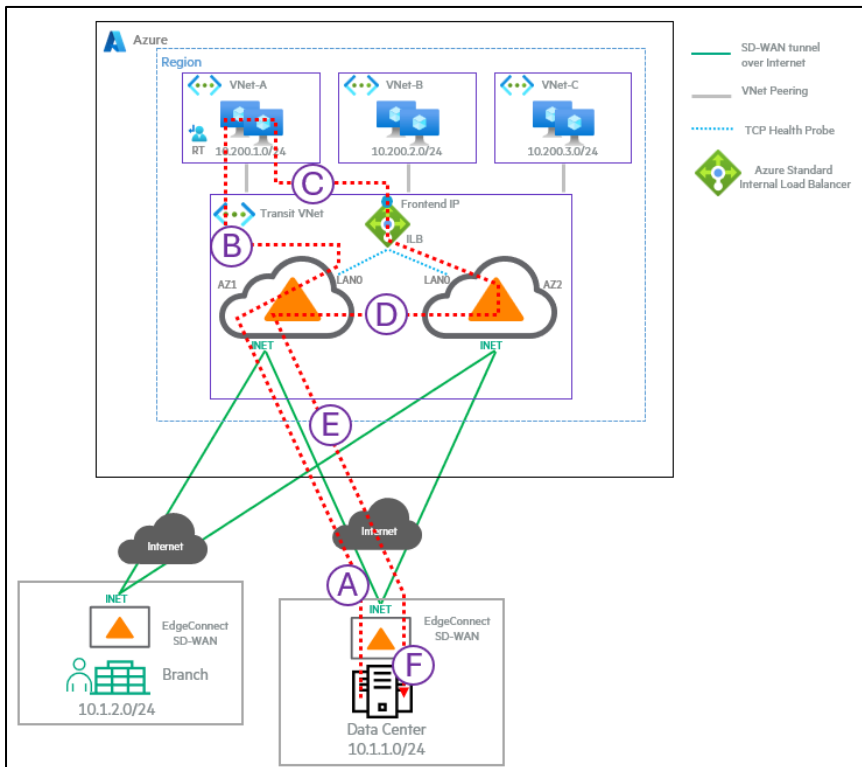 Azure
Region
VNet-A
VNet-B
VNet-C
RT
10.200.1.0/24
10.200.2.0/24
10.200.3.0/24
SD-WAN tunnel
over Internet
VNet Peering
TCP Health Probe
Azure Standard
Internal Load Balancer
C
Transit VNet
Frontend IP
B
ILB
AZ1
LAN0
LAN0
AZ2
D
INET
INET
E
Internet
Internet
A
INET
EdgeConnect
SD-WAN
Branch
10.1.2.0/24
INET
EdgeConnect
SD-WAN
F
Data Center
10.1.1.0/24